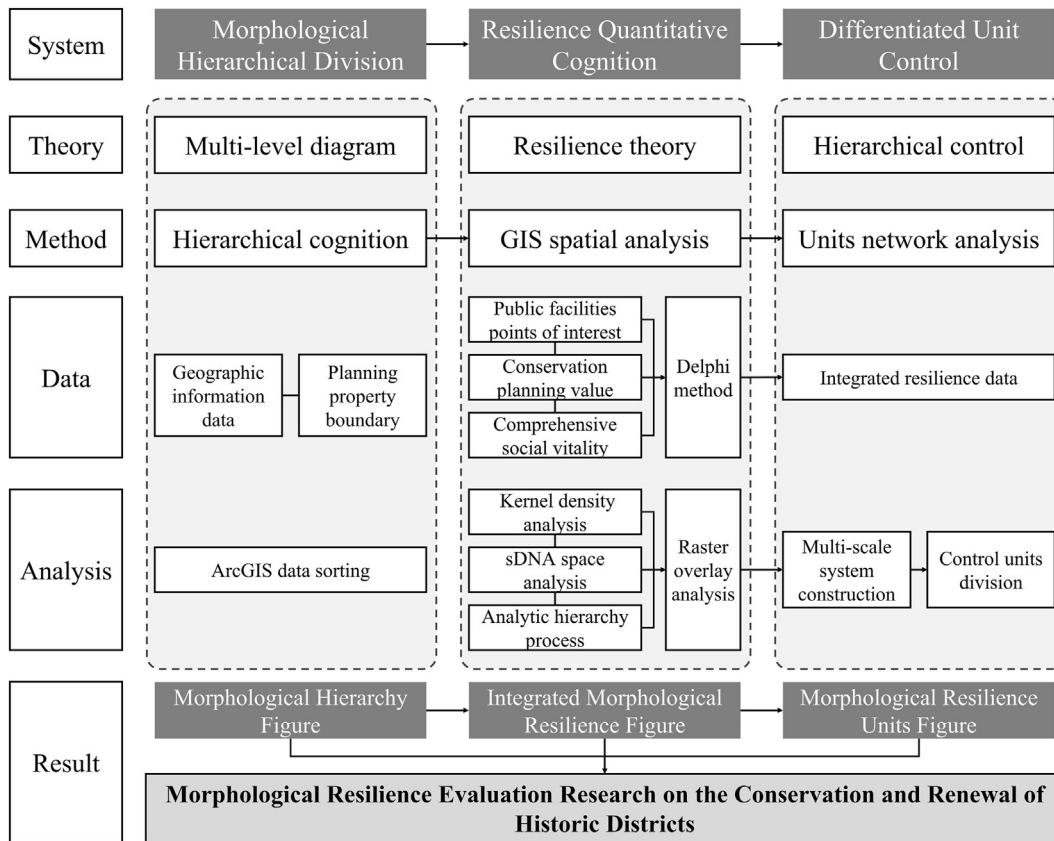 System
Morphological
Hierarchical Division
Resilience Quantitative
Cognition
Differentiated Unit
Control
Theory
Multi-level diagram
Resilience theory
Hierarchical control
Method
Hierarchical cognition
GIS spatial analysis
Units network analysis
Data
Geographic
information
data
Planning
property
boundary
Public facilities
points of interest
Conservation
planning value
Comprehensive
social vitality
Delphi
method
Integrated resilience data
Analysis
ArcGIS data sorting
Kernel density
analysis
sDNA space
analysis
Analytic hierarchy
process
Raster
overlay
analysis
Multi-scale
system
construction
Control units
division
Result
Morphological Hierarchy
Figure
Integrated Morphological
Resilience Figure
Morphological Resilience
Units Figure
Morphological Resilience Evaluation Research on the Conservation and Renewal of
Historic Districts